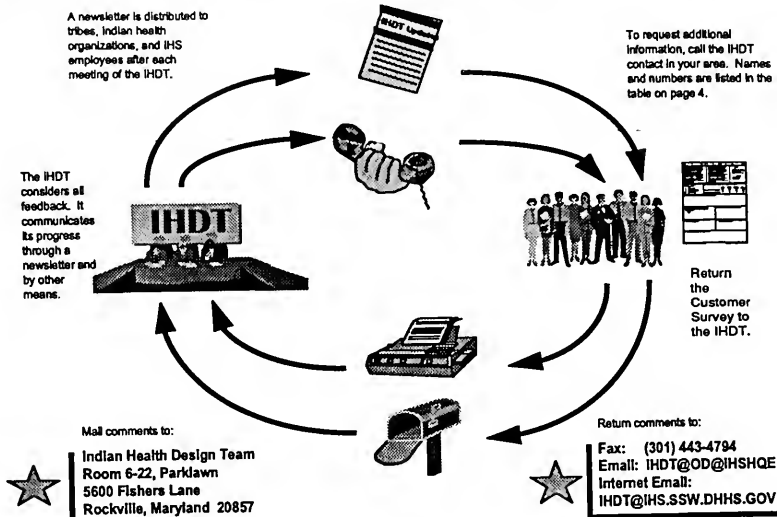 A newsletter is distributed to
tribes, Indian health
organizations, and IHS
employees after each
meeting of the IHDT.
IHDT Update
To request additional
information, call the IHDT
contact in your area. Names
and numbers are listed in the
table on page 4.
The IHDT
considers all
feedback. It
communicates
its progress
through a
newsletter and
by other
means.
IHDT
Return
the
Customer
Survey to
the IHDT.
Mail comments to:
Indian Health Design Team
Room 6-22, Parklawn
5600 Fishers Lane
Rockville, Maryland 20857
Return comments to:
Fax: (301) 443-4794
Email: IHDT@OD@IHSHQE
Internet Email:
IHDT@IHS.SSW.DHHS.GOV